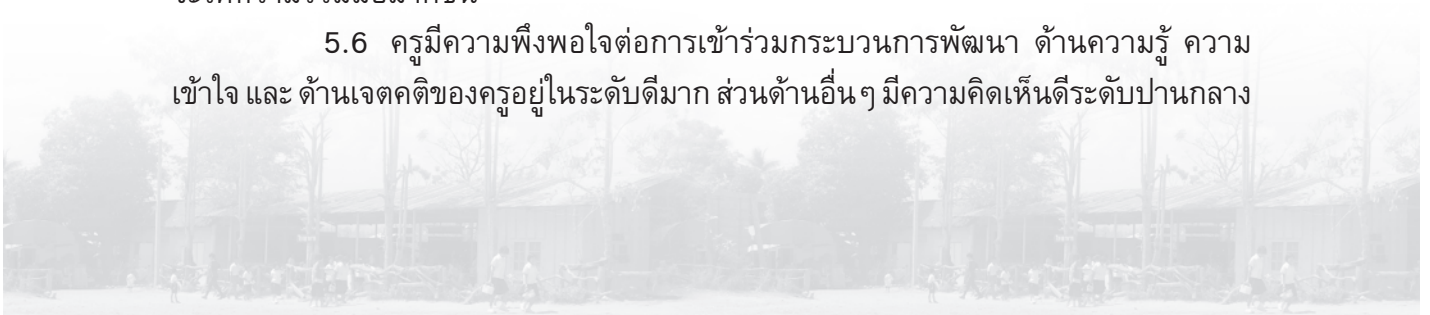 5.6 ครูมีความพึงพอใจต่อการเข้าร่วมกระบวนการพัฒนา ด้านความรู้ ความ
เข้าใจ และ ด้านเจตคติของครูอยู่ในระดับดีมาก ส่วนด้านอื่น ๆ มีความคิดเห็นดีระดับปานกลาง